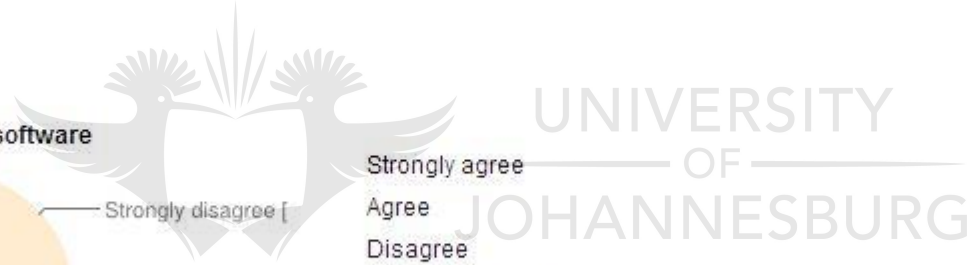 UNIVERSITY
software
Strongly agree
OF
Strongly disagree [
Agree
JOHANNESBURG
Disagree